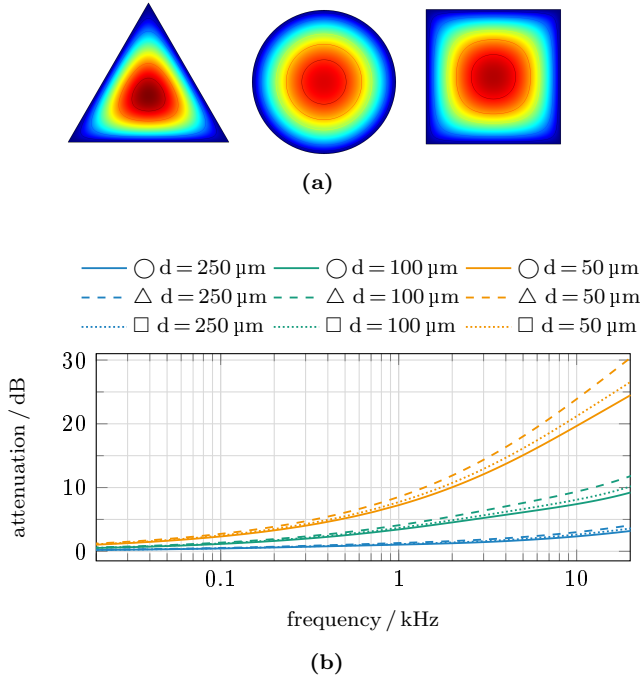 (a)
◯ d = 250 µm ◯ d = 100 µm ◯ d = 50 µm
△ d = 250 µm △ d = 100 µm △ d = 50 µm
□ d = 250 µm □ d = 100 µm □ d = 50 µm
30
20
10
0
attenuation / dB
0.1 1 10
frequency / kHz
(b)